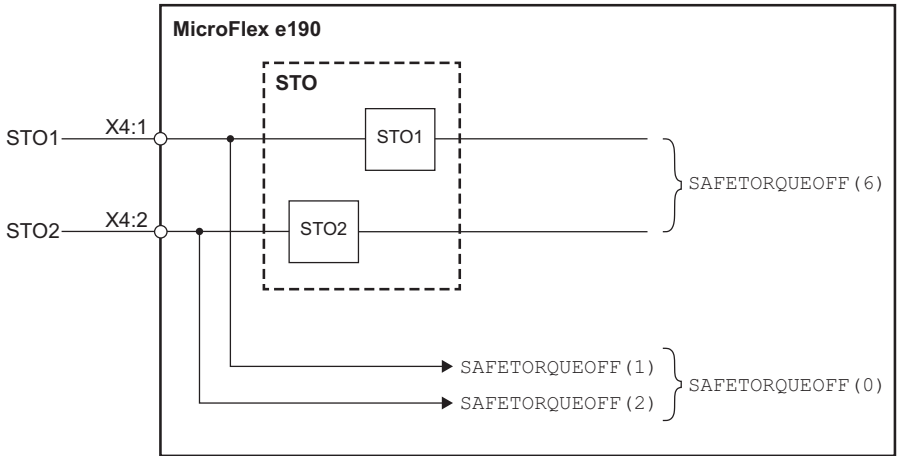 MicroFlex e190
STO
STO1
X4:1
STO1
SAFETORQUEOFF(6)
STO2
X4:2
STO2
SAFETORQUEOFF(1)
SAFETORQUEOFF(0)
SAFETORQUEOFF(2)